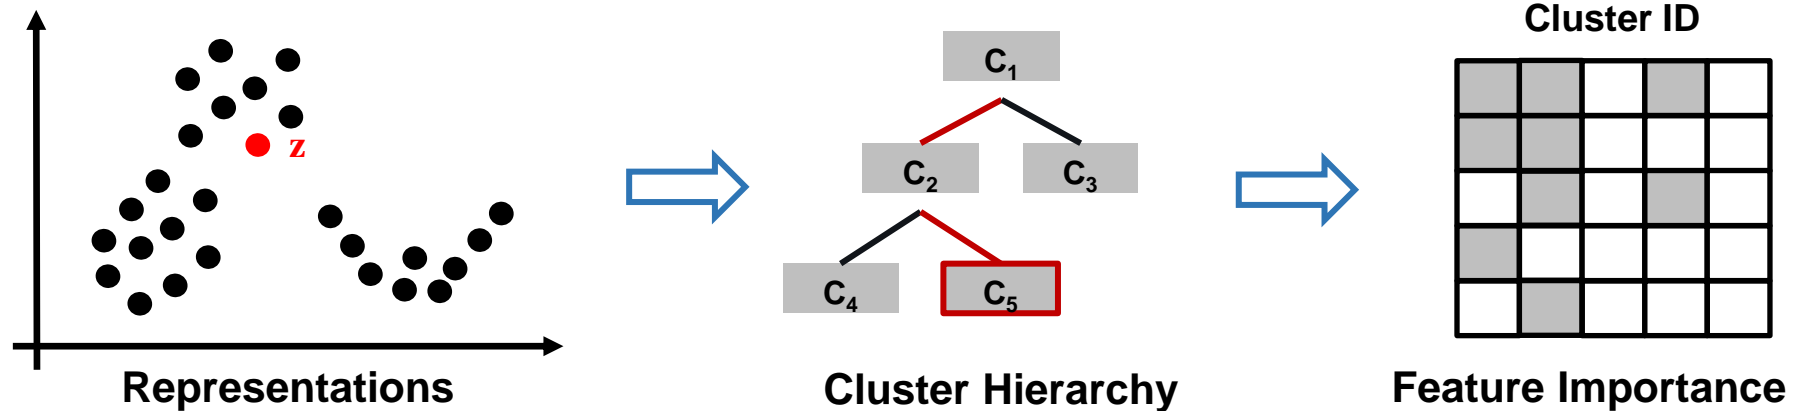 Cluster ID
C1
z
C2
C3
C4
C5
Representations
Cluster Hierarchy
Feature Importance